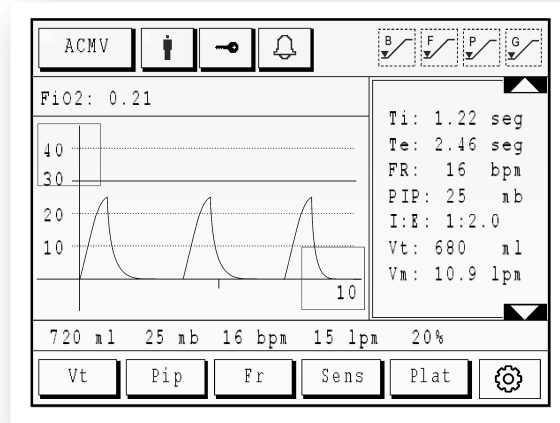 ACMV
B F P G
FiO2: 0.21
40
30
20
10
10
Ti: 1.22 seg
Te: 2.46 seg
FR: 16 bpm
PIP: 25 mb
I:E: 1:2.0
Vt: 680 ml
Vm: 10.9 lpm
720 ml 25 mb 16 bpm 15 lpm 20%
Vt Pip Fr Sens Plat